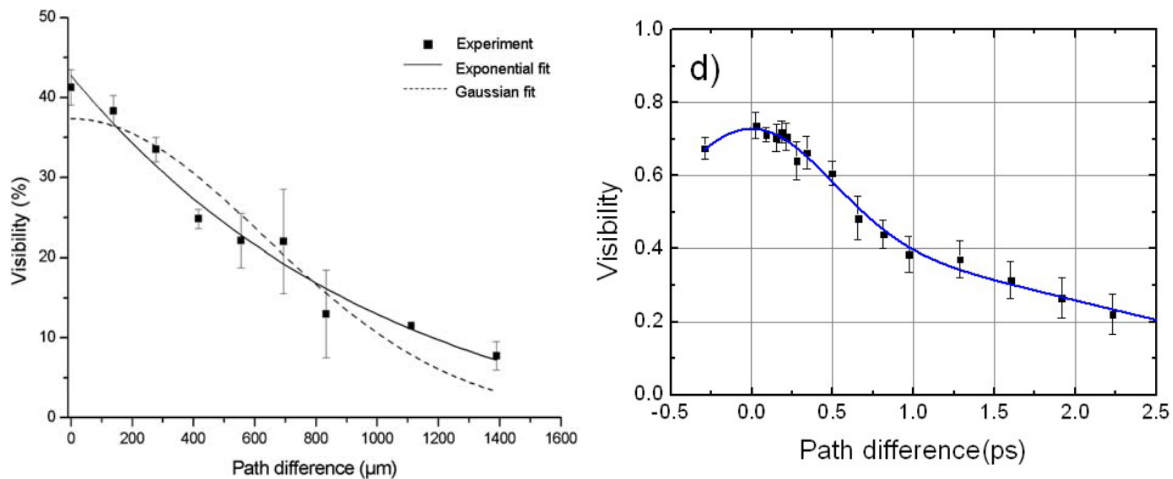 50
40
30
20
10
0
Visibility (%)
0 200 400 600 800 1000 1200 1400 1600
Path difference (µm)
Experiment
Exponential fit
Gaussian fit
d)
1.0
0.8
0.6
0.4
0.2
0.0
Visibility
-0.5 0.0 0.5 1.0 1.5 2.0 2.5
Path difference(ps)